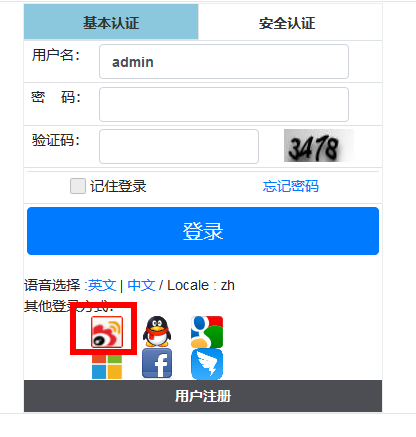 基本认证 安全认证
用户名： admin
密 码：
验证码： 3478
记住登录 忘记密码
登录
语音选择 :英文 | 中文 / Locale : zh
其他登录方式:
用户注册